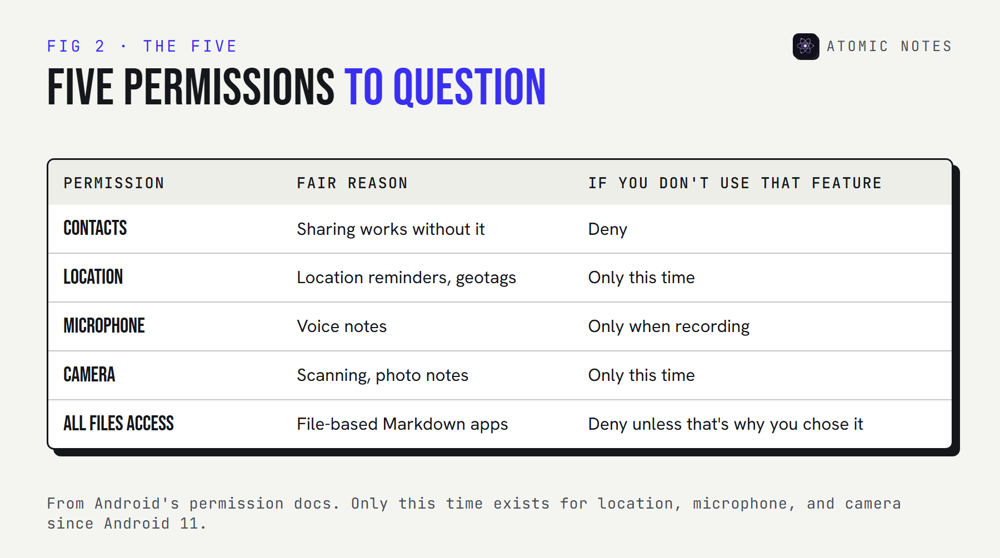 FIG 2 · THE FIVE
ATOMIC NOTES
FIVE PERMISSIONS TO QUESTION
PERMISSION FAIR REASON IF YOU DON'T USE THAT FEATURE
CONTACTS Sharing works without it Deny
LOCATION Location reminders, geotags Only this time
MICROPHONE Voice notes Only when recording
CAMERA Scanning, photo notes Only this time
ALL FILES ACCESS File-based Markdown apps Deny unless that's why you chose it
From Android's permission docs. Only this time exists for location, microphone, and camera
since Android 11.